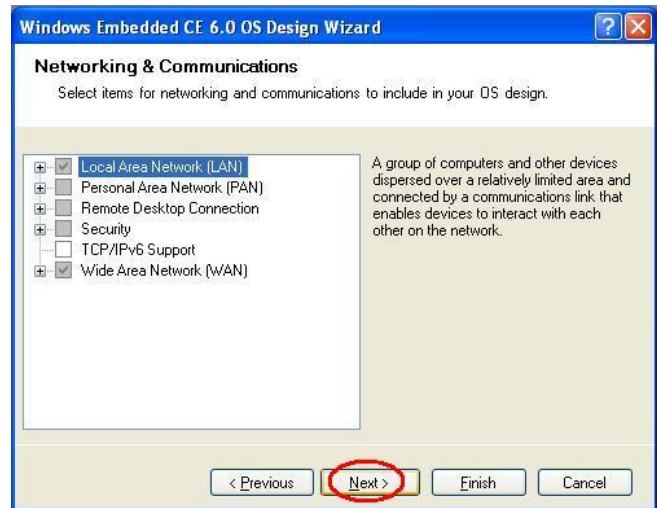 Windows Embedded CE 6.0 OS Design Wizard
Networking & Communications
Select items for networking and communications to include in your OS design.
Local Area Network (LAN)
Personal Area Network (PAN)
Remote Desktop Connection
Security
TCP/IPv6 Support
Wide Area Network (WAN)
A group of computers and other devices
dispersed over a relatively limited area and
connected by a communications link that
enables devices to interact with each
other on the network.
< Previous
Next >
Finish
Cancel